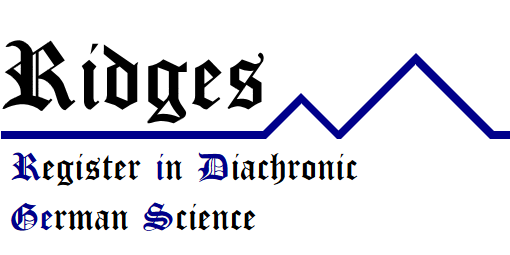 Ridges
Register in Diachronic
German Science